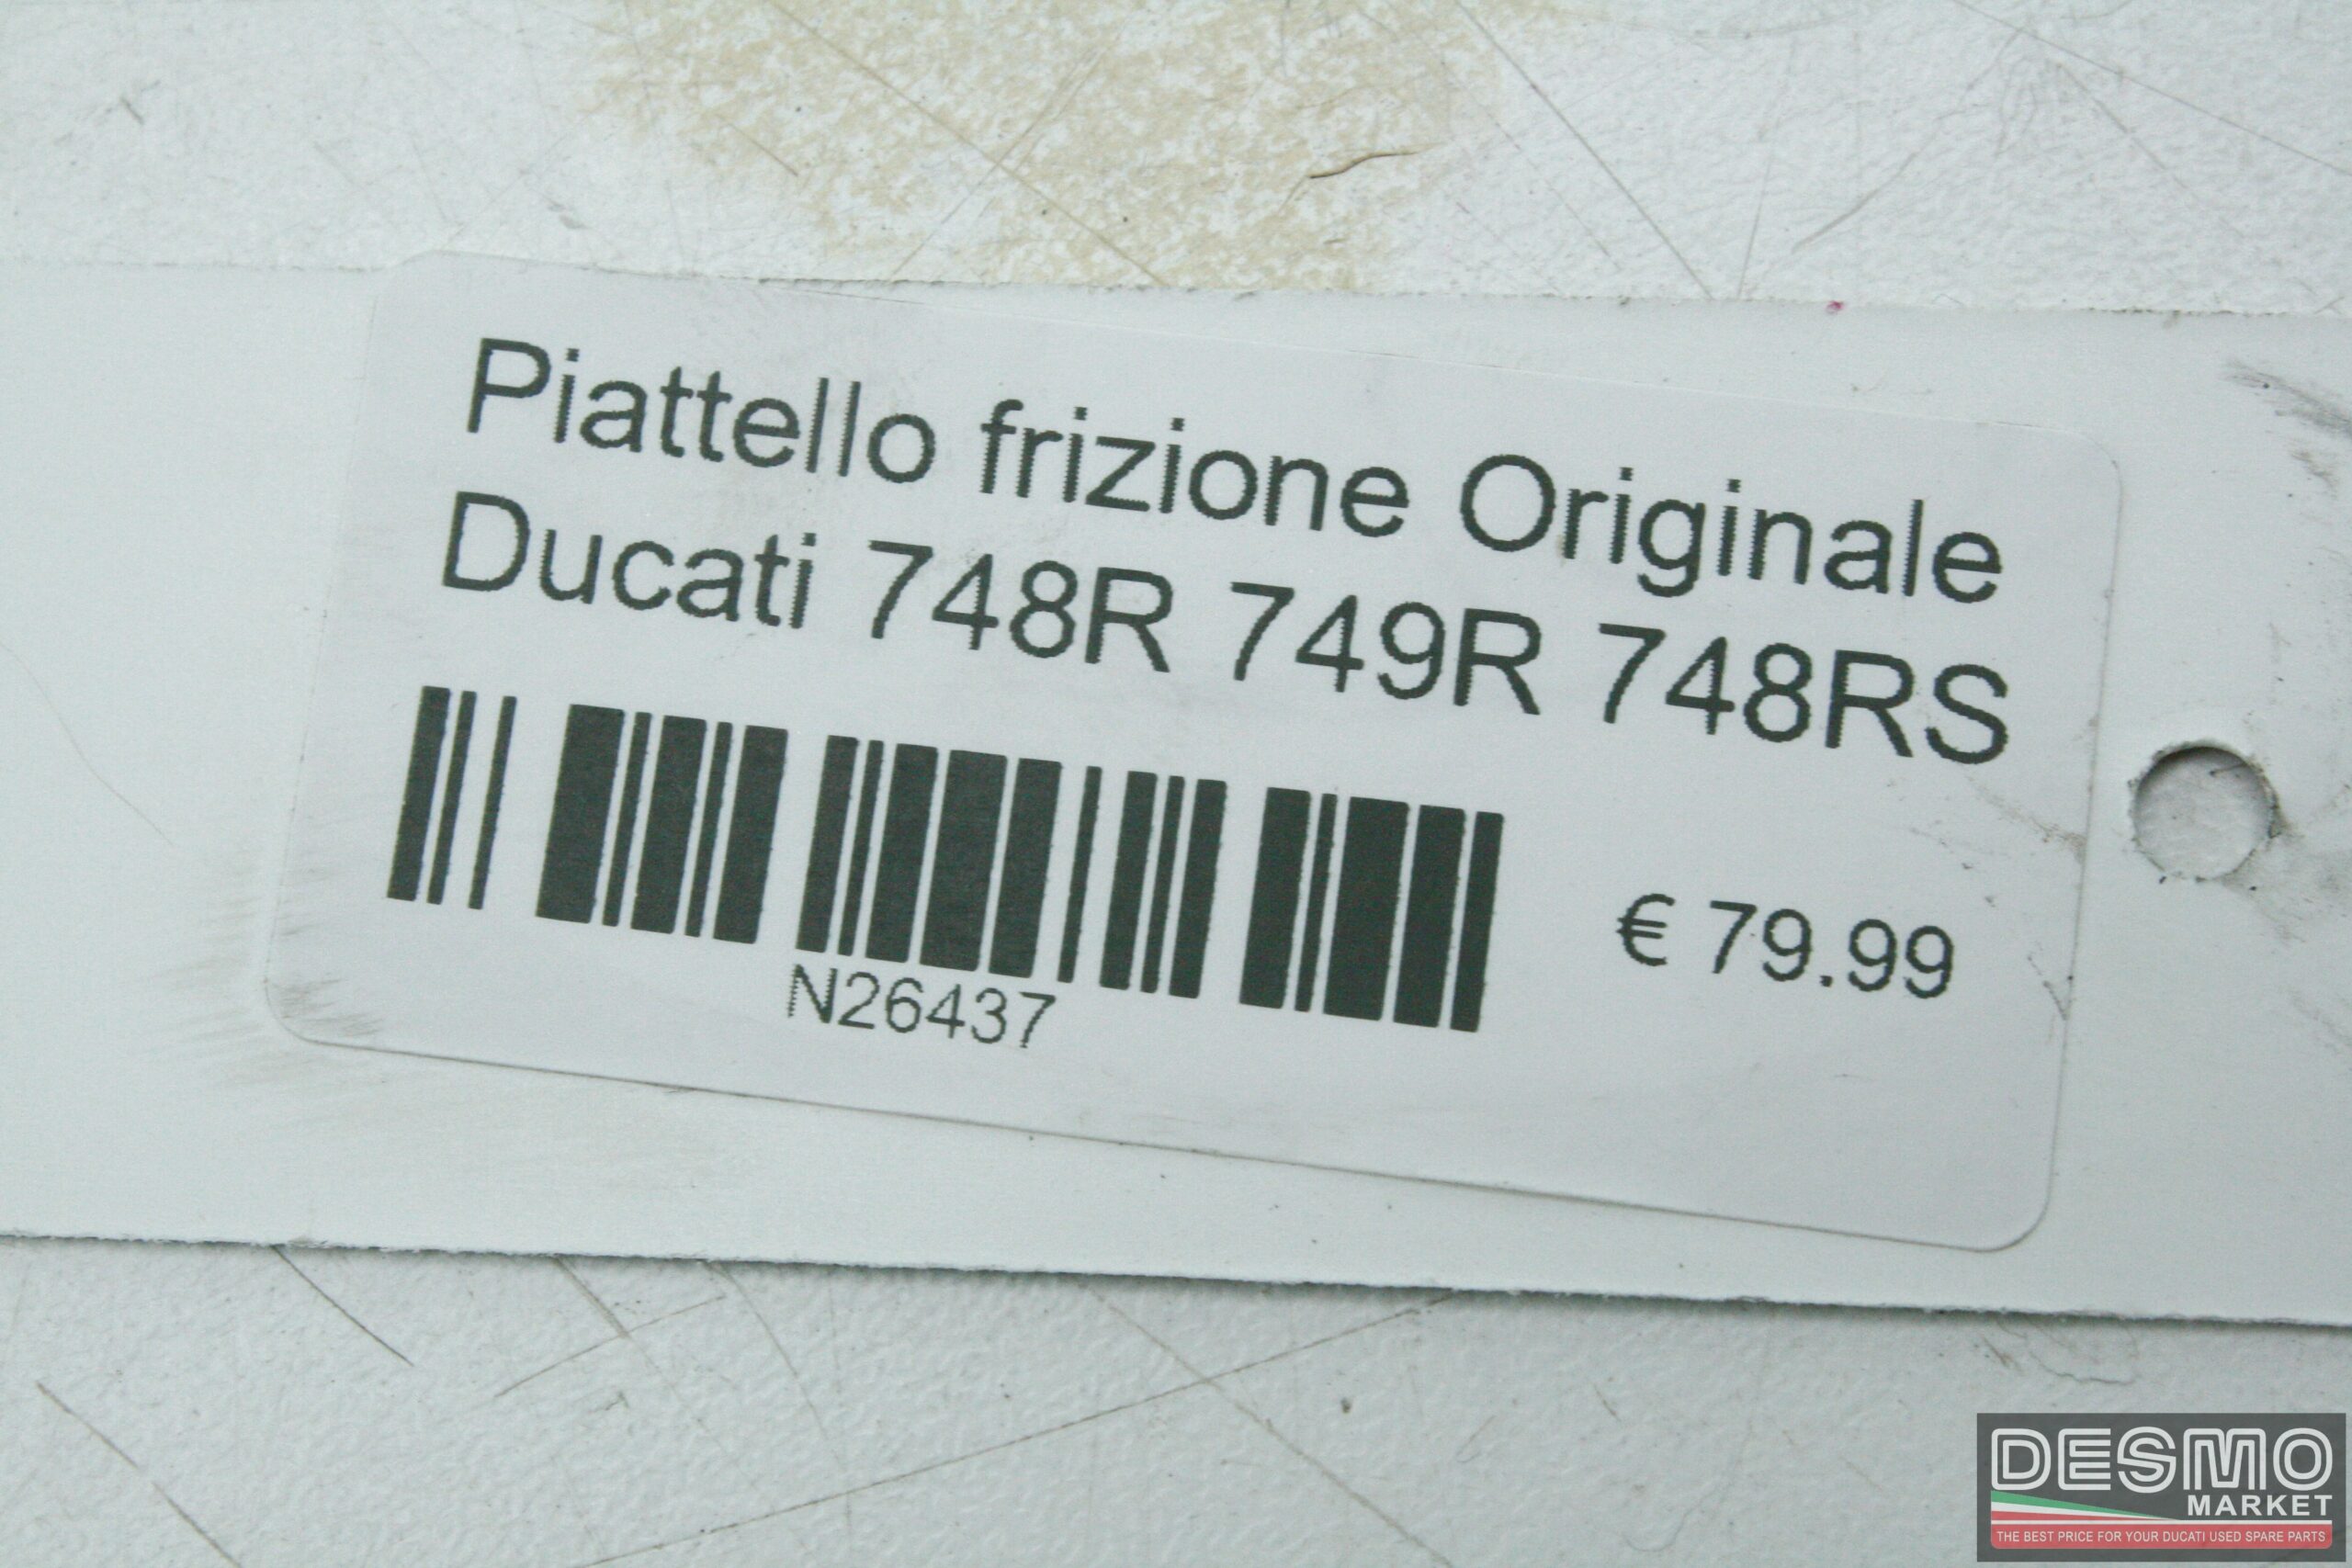 Piattello frizione Originale
Ducati 748R 749R 748RS
€ 79.99
N26437
DESMO
MARKET
THE BEST PRICE FOR YOUR DUCATI USED SPARE PARTS